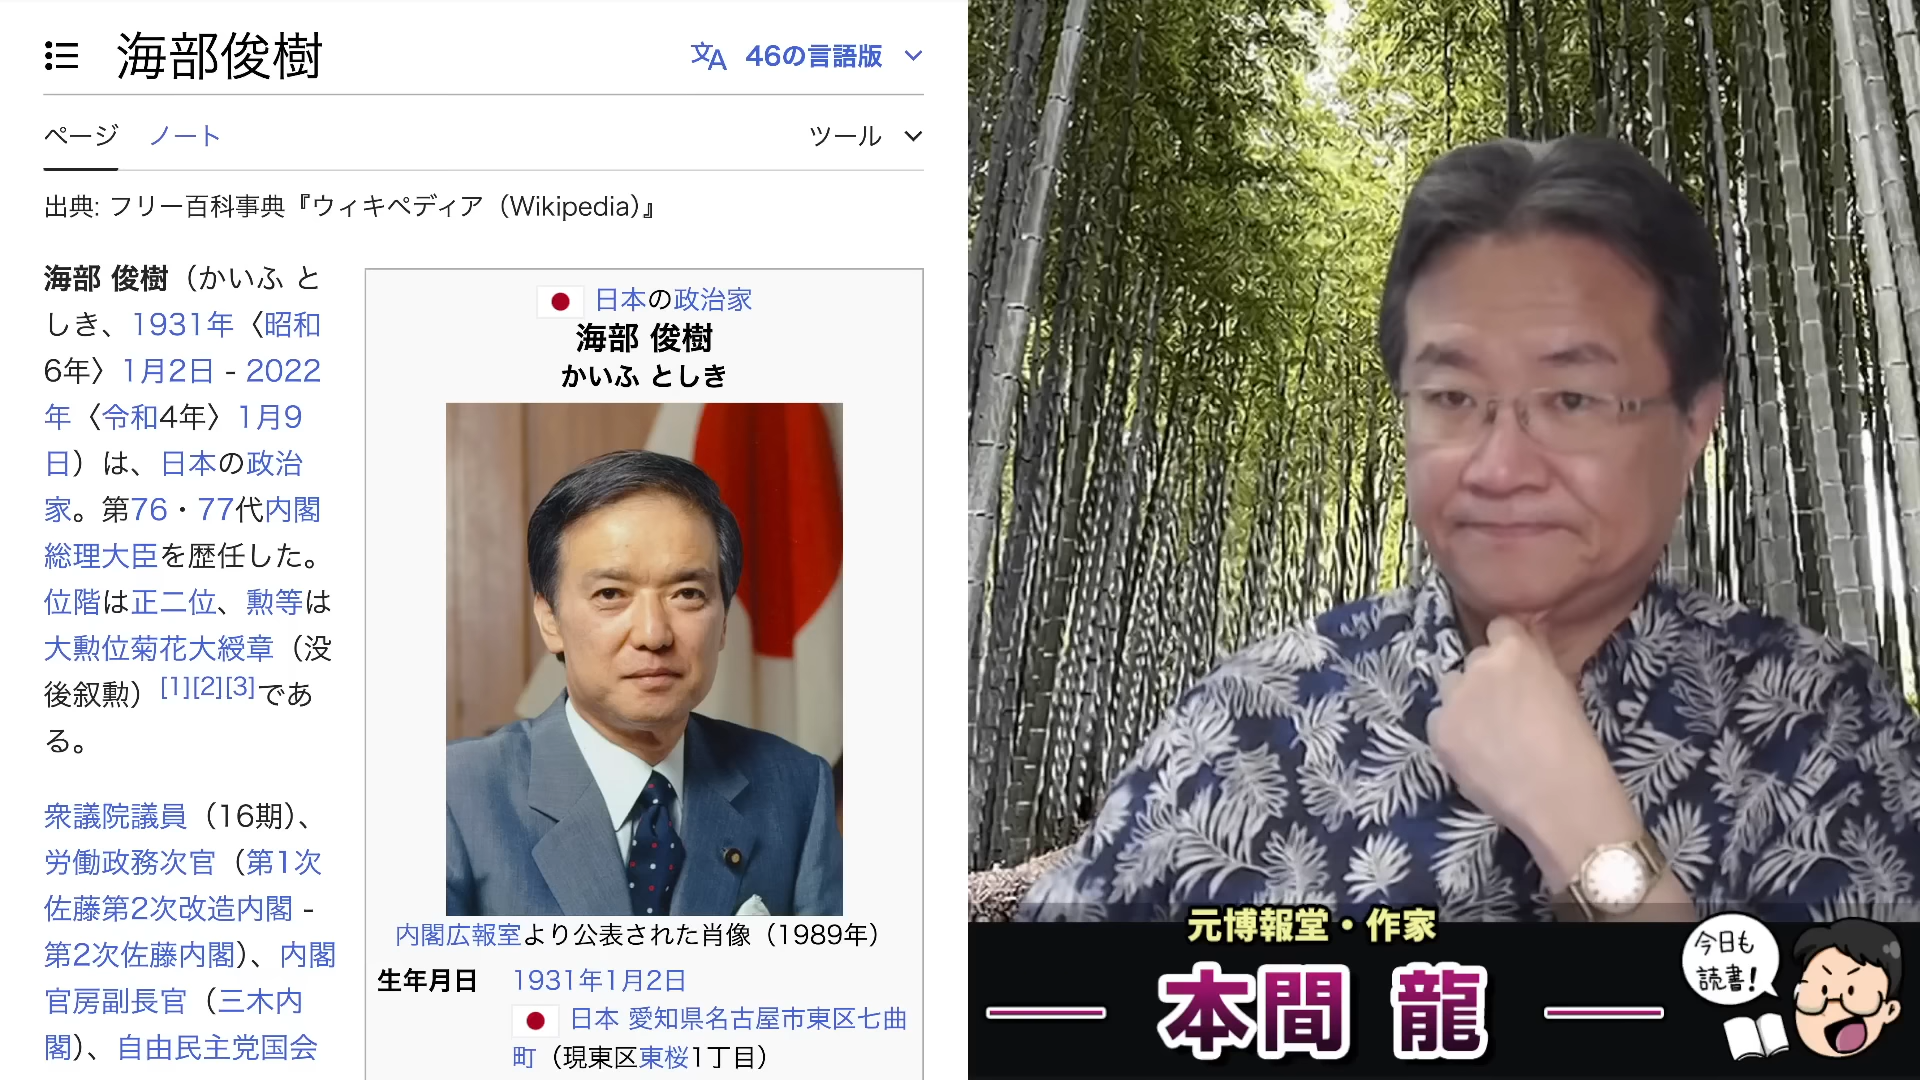 海部俊樹
文A 46の言語版
ページ ノート ツール
出典: フリー百科事典『ウィキペディア（Wikipedia）』
海部 俊樹（かいふ と
しき、1931年〈昭和
6年〉1月2日 - 2022
年〈令和4年〉1月9
日）は、日本の政治
家。第76・77代内閣
総理大臣を歴任した。
位階は正二位、勲等は
大勲位菊花大綬章（没
後叙勲）[1][2][3]であ
る。
衆議院議員（16期）、
労働政務次官（第1次
佐藤第2次改造内閣 -
第2次佐藤内閣）、内閣
官房副長官（三木内
閣）、自由民主党国会
日本の政治家
海部 俊樹
かいふ としき
内閣広報室より公表された肖像（1989年）
生年月日 1931年1月2日
日本 愛知県名古屋市東区七曲
町（現東区東桜1丁目）
元博報堂・作家
本間 龍
今日も
読書!